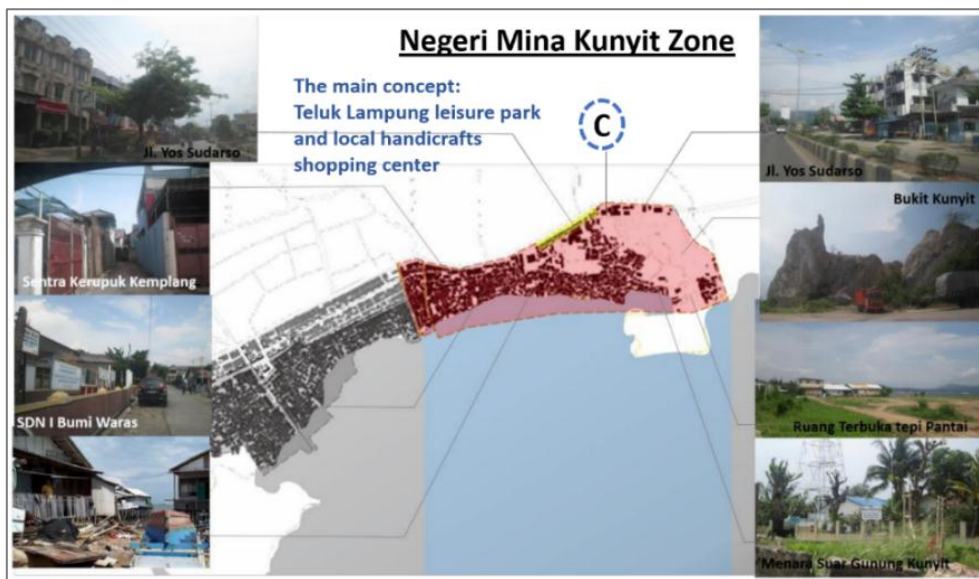 Negeri Mina Kunyit Zone
The main concept:
Teluk Lampung leisure park
and local handicrafts
shopping center
C
Jl. Yos Sudarso
Jl. Yos Sudarso
Sentra Kerupuk Kemplang
Bukit Kunyit
SDN I Bumi Waras
Ruang Terbuka tepi Pantai
Menara Suar Gunung Kunyit